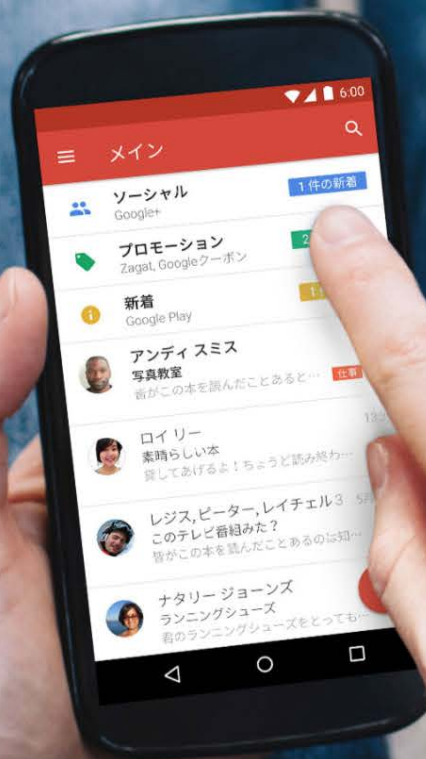 6:00
メイン
ソーシャル
1 件の新着
Google+
プロモーション
2
Zagat, Googleクーポン
新着
1
Google Play
アンディ スミス
写真教室
皆がこの本を読んだことあると… 仕事
ロイ リー
13:
素晴らしい本
貸してあげるよ！ちょうど読み終わ…
レジス, ピーター, レイチェル 3 5月
このテレビ番組みた？
皆がこの本を読んだことあるのは知…
ナタリー ジョーンズ
ランニングシューズ
君のランニングシューズをとっても…